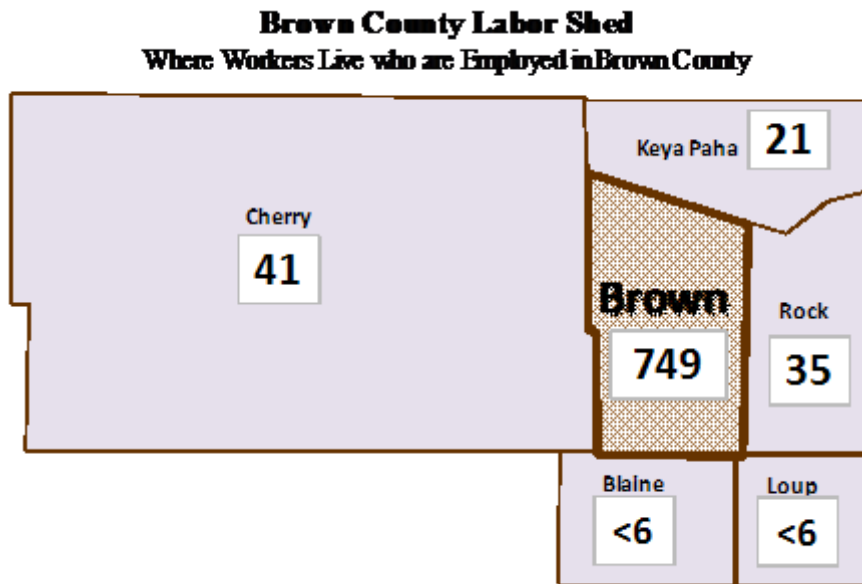 Brown County Labor Shed
Where Workers Live who are Employed in Brown County
Keya Paha
21
Cherry
41
Brown
749
Rock
35
Blaine
<6
Loup
<6